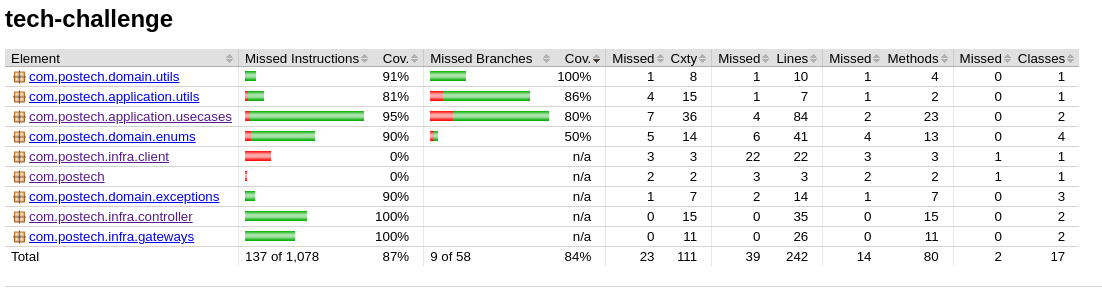 tech-challenge
Element Missed Instructions Cov. Missed Branches Cov. Missed Cxty Missed Lines Missed Methods Missed Classes
com.postech.domain.utils 91% 100% 1 8 1 10 1 4 0 1
com.postech.application.utils 81% 86% 4 15 1 7 1 2 0 1
com.postech.application.usecases 95% 80% 7 36 4 84 2 23 0 2
com.postech.domain.enums 90% 50% 5 14 6 41 4 13 0 4
com.postech.infra.client 0% n/a 3 3 22 22 3 3 1 1
com.postech 0% n/a 2 2 3 3 2 2 1 1
com.postech.domain.exceptions 90% n/a 1 7 2 14 1 7 0 3
com.postech.infra.controller 100% n/a 0 15 0 35 0 15 0 2
com.postech.infra.gateways 100% n/a 0 11 0 26 0 11 0 2
Total 137 of 1,078 87% 9 of 58 84% 23 111 39 242 14 80 2 17